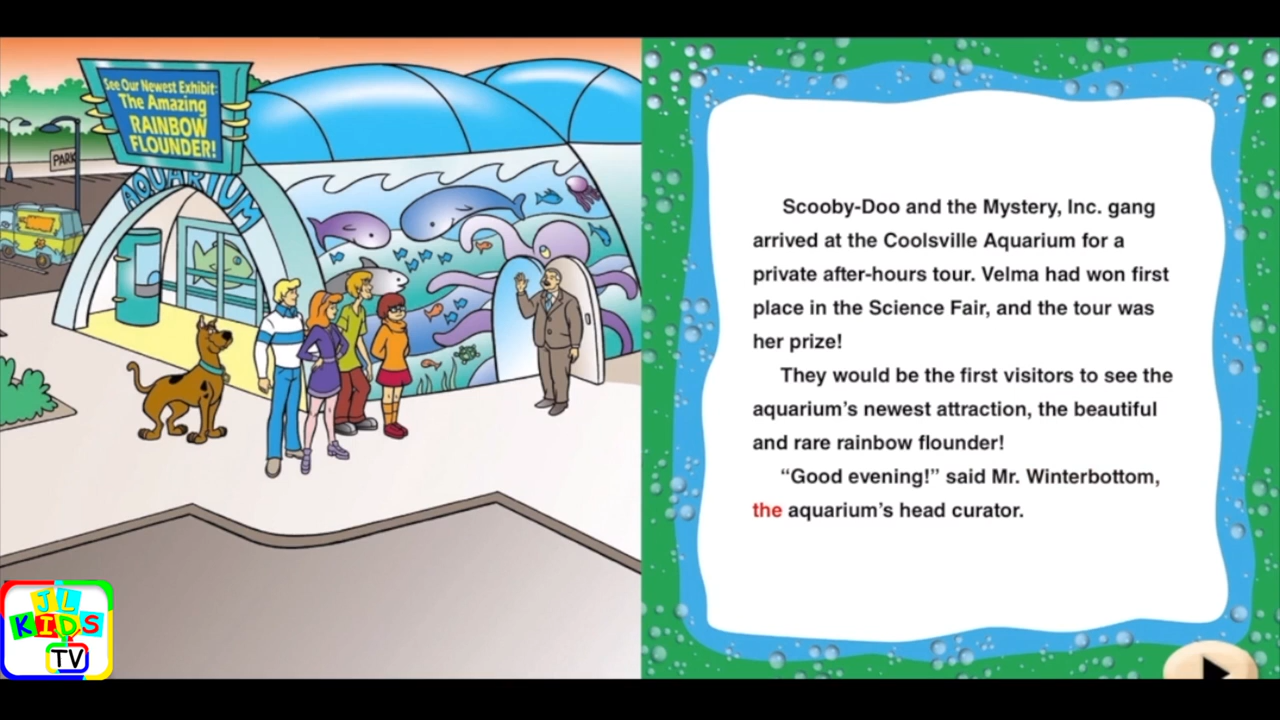 See Our Newest Exhibit:
The Amazing
RAINBOW
FLOUNDER!
AQUARIUM
PARK
Scooby-Doo and the Mystery, Inc. gang
arrived at the Coolsville Aquarium for a
private after-hours tour. Velma had won first
place in the Science Fair, and the tour was
her prize!
They would be the first visitors to see the
aquarium’s newest attraction, the beautiful
and rare rainbow flounder!
“Good evening!” said Mr. Winterbottom,
the aquarium’s head curator.
JL
KIDS
TV